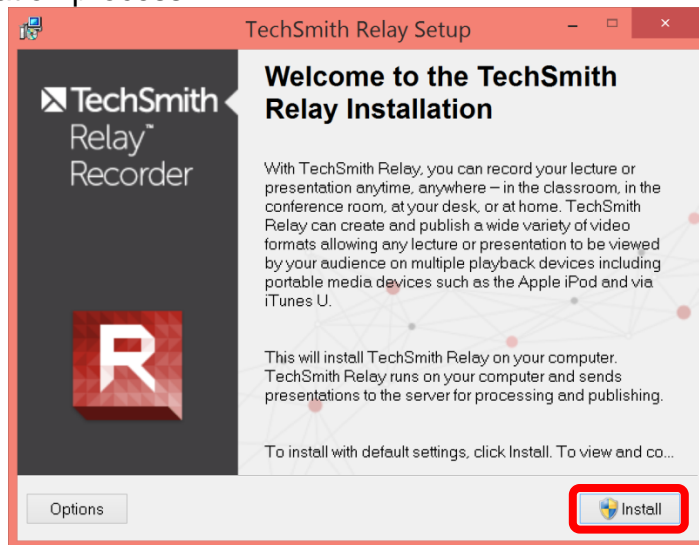 TechSmith Relay Setup
TechSmith
Relay™
Recorder
Welcome to the TechSmith
Relay Installation
With TechSmith Relay, you can record your lecture or
presentation anytime, anywhere – in the classroom, in the
conference room, at your desk, or at home. TechSmith
Relay can create and publish a wide variety of video
formats allowing any lecture or presentation to be viewed
by your audience on multiple playback devices including
portable media devices such as the Apple iPod and via
iTunes U.
This will install TechSmith Relay on your computer.
TechSmith Relay runs on your computer and sends
presentations to the server for processing and publishing.
To install with default settings, click Install. To view and co...
R
Options
Install